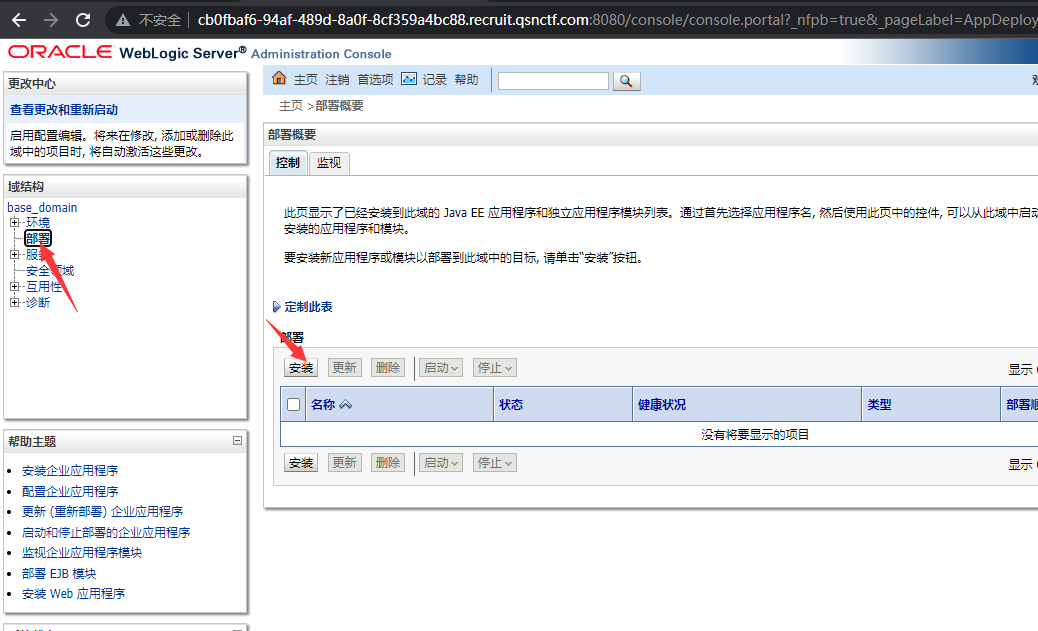 不安全 cb0fbaf6-94af-489d-8a0f-8cf359a4bc88.recruit.qsnctf.com:8080/console/console.portal?_nfpb=true&_pageLabel=AppDeploy
ORACLE WebLogic Server® Administration Console
更改中心
查看更改和重新启动
启用配置编辑。将来在修改, 添加或删除此
域中的项目时, 将自动激活这些更改。
域结构
base_domain
环境
部署
服务
安全领域
互用性
诊断
帮助主题
安装企业应用程序
配置企业应用程序
更新 (重新部署) 企业应用程序
启动和停止部署的企业应用程序
监视企业应用程序模块
部署 EJB 模块
安装 Web 应用程序
主页 注销 首选项 记录 帮助
主页 >部署概要
部署概要
控制 监视
此页显示了已经安装到此域的 Java EE 应用程序和独立应用程序模块列表。通过首先选择应用程序名, 然后使用此页中的控件, 可以从此域中启动
安装的应用程序和模块。
要安装新应用程序或模块以部署到此域中的目标, 请单击“安装”按钮。
定制此表
部署
安装 更新 删除 启动 停止 显示
名称 状态 健康状况 类型 部署顺
没有将要显示的项目
安装 更新 删除 启动 停止 显示